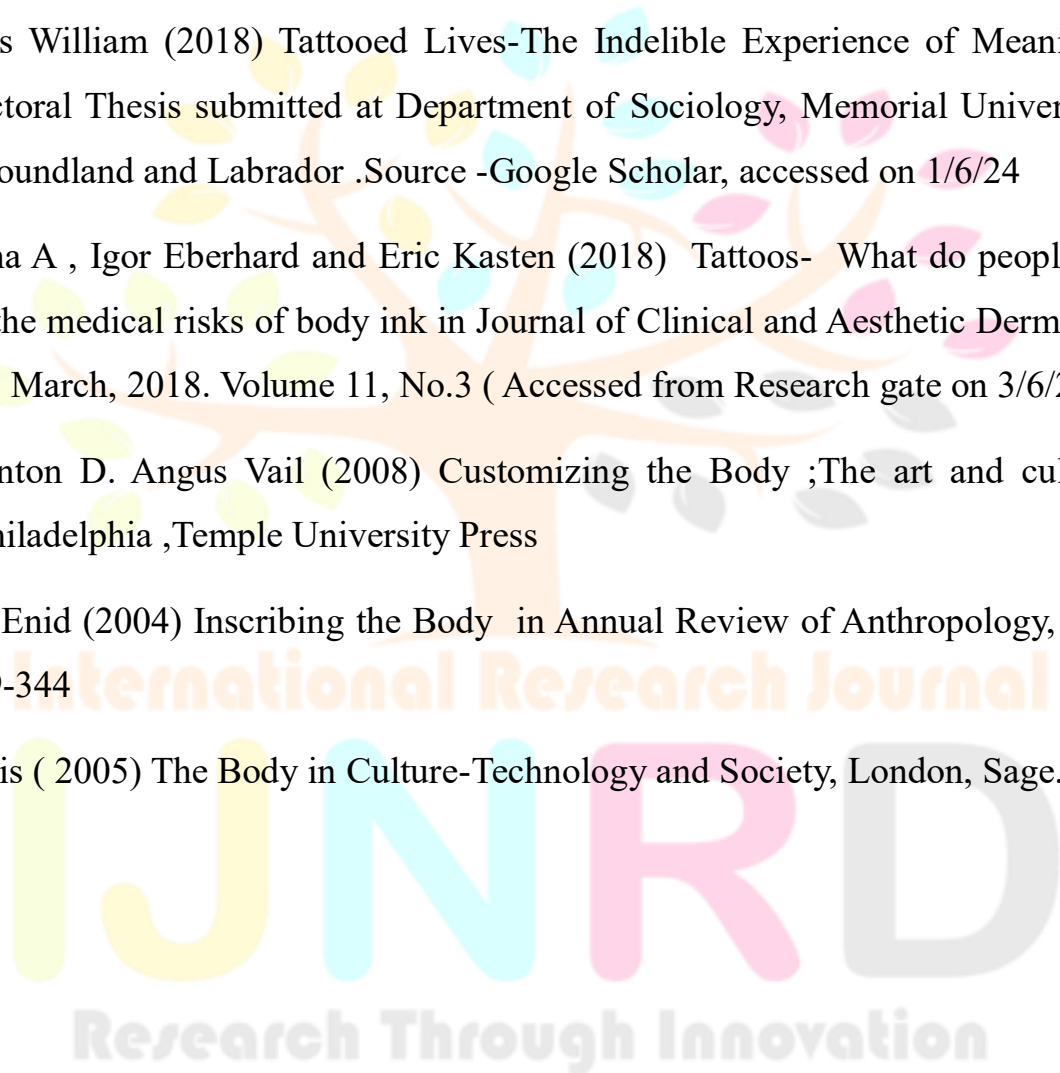 s William (2018) Tattooed Lives-The Indelible Experience of Meani
ctoral Thesis submitted at Department of Sociology, Memorial Univer
oundland and Labrador .Source -Google Scholar, accessed on 1/6/24
na A , Igor Eberhard and Eric Kasten (2018) Tattoos- What do peopl
the medical risks of body ink in Journal of Clinical and Aesthetic Derm
March, 2018. Volume 11, No.3 ( Accessed from Research gate on 3/6/2
nton D. Angus Vail (2008) Customizing the Body ;The art and cul
hiladelphia ,Temple University Press
Enid (2004) Inscribing the Body in Annual Review of Anthropology,
9-344
International Research Journal
is ( 2005) The Body in Culture-Technology and Society, London, Sage.
IJNRD
Research Through Innovation